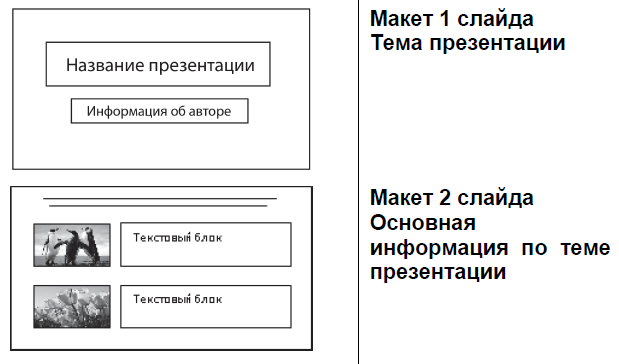 Название презентации
Информация об авторе
Макет 1 слайда
Тема презентации
Текстовый блок
Текстовый блок
Макет 2 слайда
Основная
информация по теме
презентации